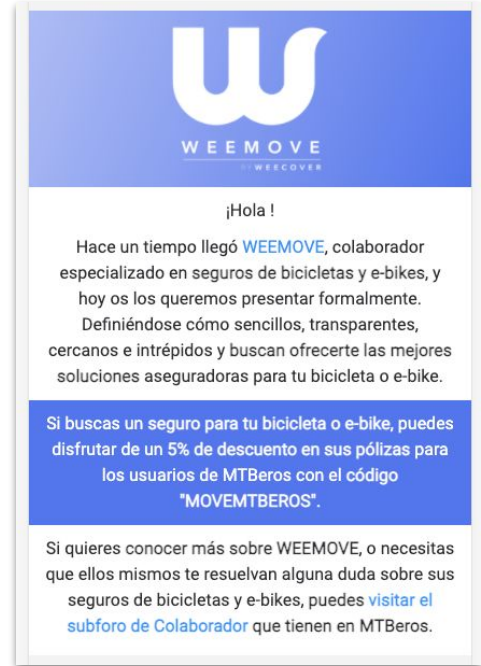 WEEMOVE
BY WEECOVER
¡Hola !
Hace un tiempo llegó WEEMOVE, colaborador
especializado en seguros de bicicletas y e-bikes, y
hoy os los queremos presentar formalmente.
Definiéndose cómo sencillos, transparentes,
cercanos e intrépidos y buscan ofrecerte las mejores
soluciones aseguradoras para tu bicicleta o e-bike.
Si buscas un seguro para tu bicicleta o e-bike, puedes
disfrutar de un 5% de descuento en sus pólizas para
los usuarios de MTBeros con el código
"MOVEMTBEROS".
Si quieres conocer más sobre WEEMOVE, o necesitas
que ellos mismos te resuelvan alguna duda sobre sus
seguros de bicicletas y e-bikes, puedes visitar el
subforo de Colaborador que tienen en MTBeros.